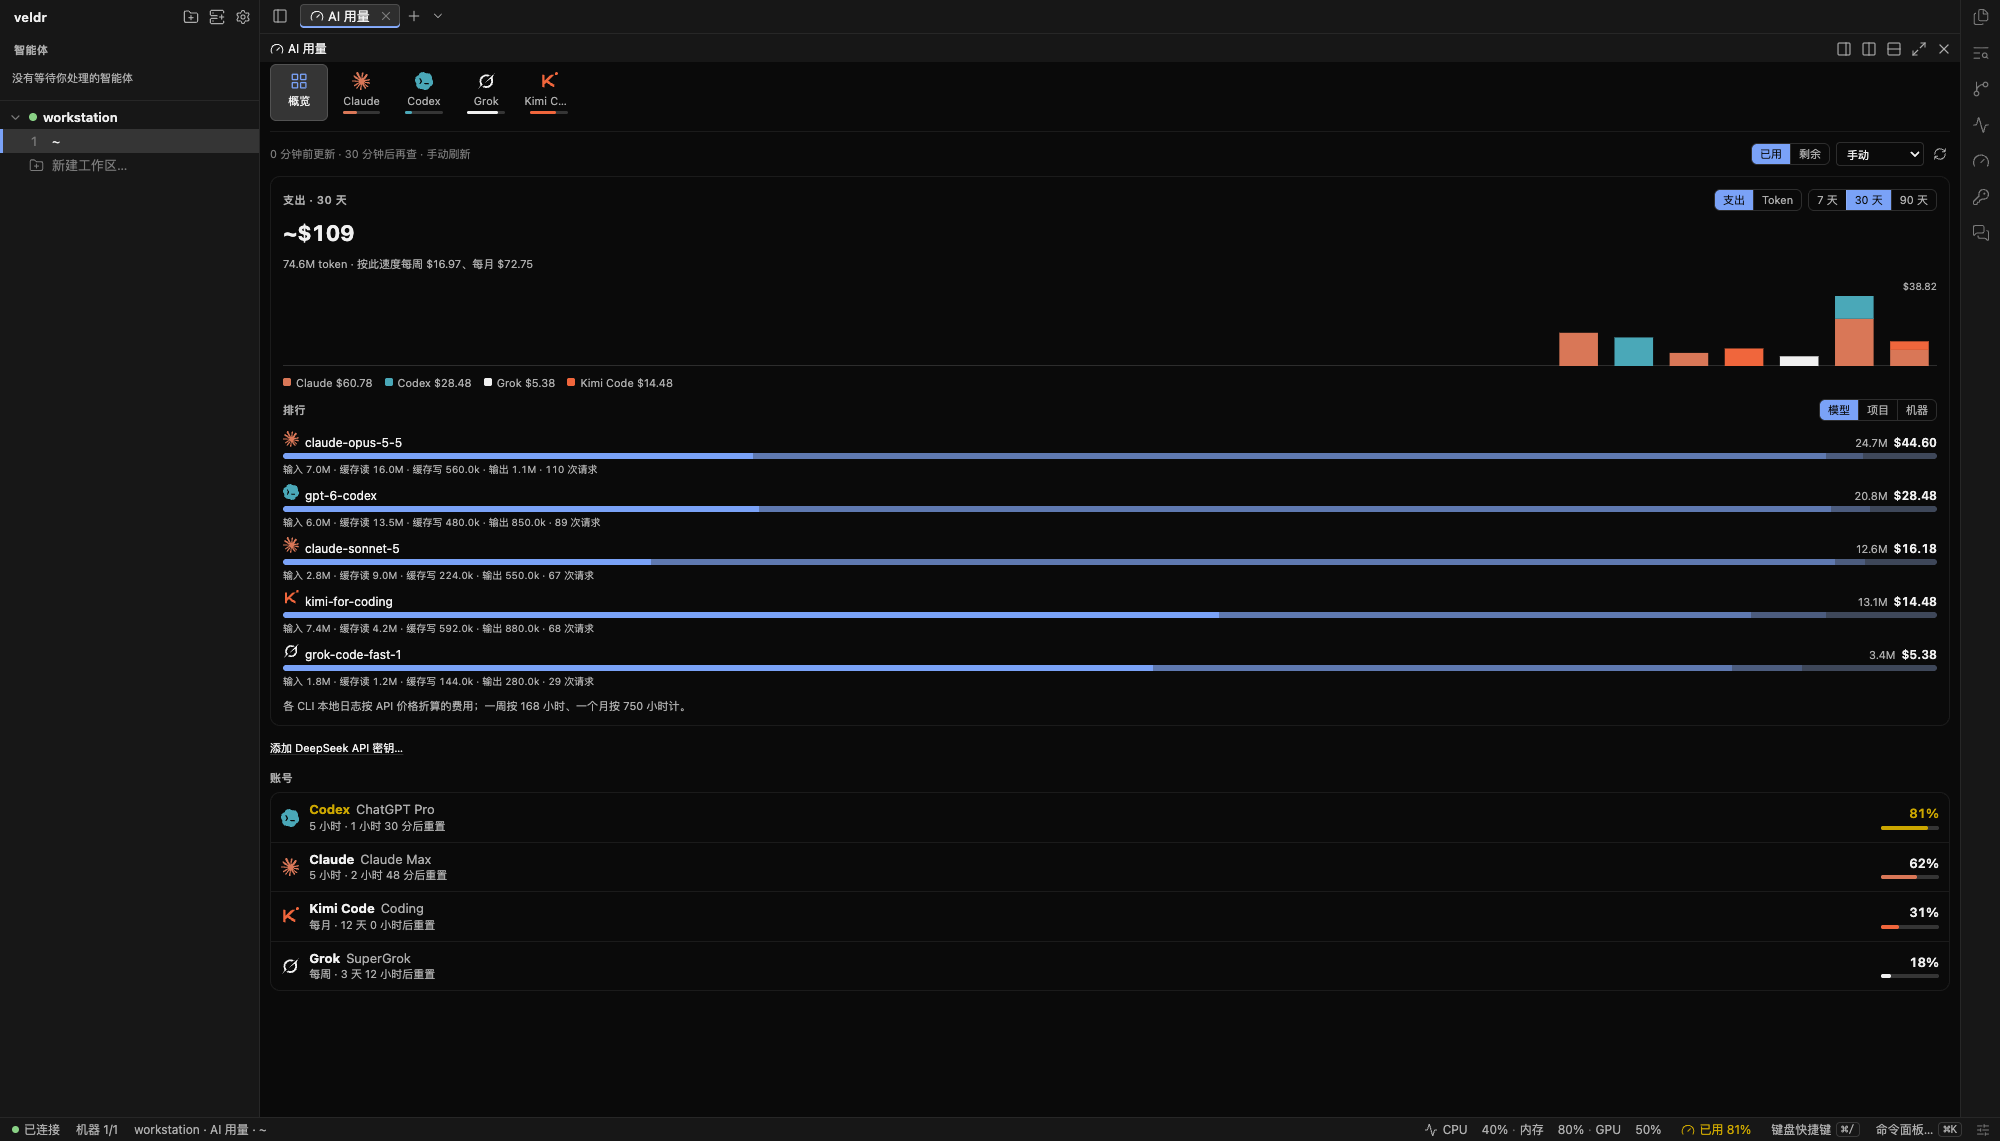 veldr
AI 用量
智能体
没有等待你处理的智能体
workstation
1 ~
新建工作区...
AI 用量
概览
Claude
Codex
Grok
Kimi C...
0 分钟前更新 · 30 分钟后再查 · 手动刷新
已用 剩余 手动
支出 · 30 天
支出 Token 7 天 30 天 90 天
~$109
74.6M token · 按此速度每周 $16.97、每月 $72.75
$38.82
Claude $60.78 Codex $28.48 Grok $5.38 Kimi Code $14.48
排行
模型 项目 机器
claude-opus-5-5 24.7M $44.60
输入 7.0M · 缓存读 16.0M · 缓存写 560.0k · 输出 1.1M · 110 次请求
gpt-6-codex 20.8M $28.48
输入 6.0M · 缓存读 13.5M · 缓存写 480.0k · 输出 850.0k · 89 次请求
claude-sonnet-5 12.6M $16.18
输入 2.8M · 缓存读 9.0M · 缓存写 224.0k · 输出 550.0k · 67 次请求
kimi-for-coding 13.1M $14.48
输入 7.4M · 缓存读 4.2M · 缓存写 592.0k · 输出 880.0k · 68 次请求
grok-code-fast-1 3.4M $5.38
输入 1.8M · 缓存读 1.2M · 缓存写 144.0k · 输出 280.0k · 29 次请求
各 CLI 本地日志按 API 价格折算的费用；一周按 168 小时、一个月按 750 小时计。
添加 DeepSeek API 密钥...
账号
Codex ChatGPT Pro 81%
5 小时 · 1 小时 30 分后重置
Claude Claude Max 62%
5 小时 · 2 小时 48 分后重置
Kimi Code Coding 31%
每月 · 12 天 0 小时后重置
Grok SuperGrok 18%
每周 · 3 天 12 小时后重置
已连接 机器 1/1 workstation · AI 用量 · ~ CPU 40% · 内存 80% · GPU 50% 已用 81% 键盘快捷键 ⌘/ 命令面板... ⌘K